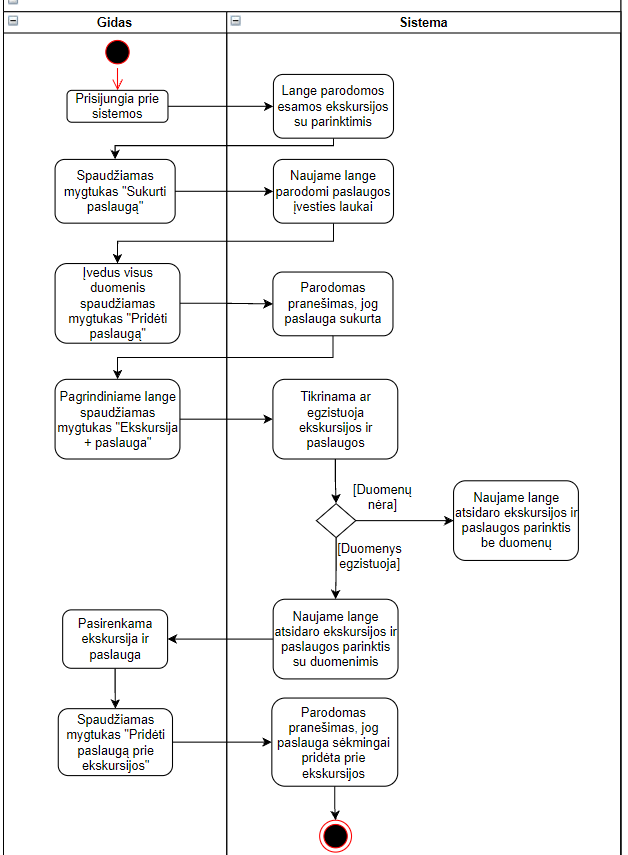 Gidas
Sistema
Prisijungia prie
sistemos
Lange parodomos
esamos ekskursijos
su parinktimis
Spaudžiamas
mygtukas "Sukurti
paslaugą"
Naujame lange
parodomi paslaugos
įvesties laukai
Įvedus visus
duomenis
spaudžiamas
mygtukas "Pridėti
paslaugą"
Parodomas
pranešimas, jog
paslauga sukurta
Pagrindiniame lange
spaudžiamas
mygtukas "Ekskursija
+ paslauga"
Tikrinama ar
egzistuoja
ekskursijos ir
paslaugos
[Duomenų
nėra]
Naujame lange
atsidaro ekskursijos ir
paslaugos parinktis
be duomenų
[Duomenys
egzistuoja]
Naujame lange
atsidaro ekskursijos ir
paslaugos parinktis
su duomenimis
Pasirenkama
ekskursija ir
paslauga
Spaudžiamas
mygtukas "Pridėti
paslaugą prie
ekskursijos"
Parodomas
pranešimas, jog
paslauga sėkmingai
pridėta prie
ekskursijos